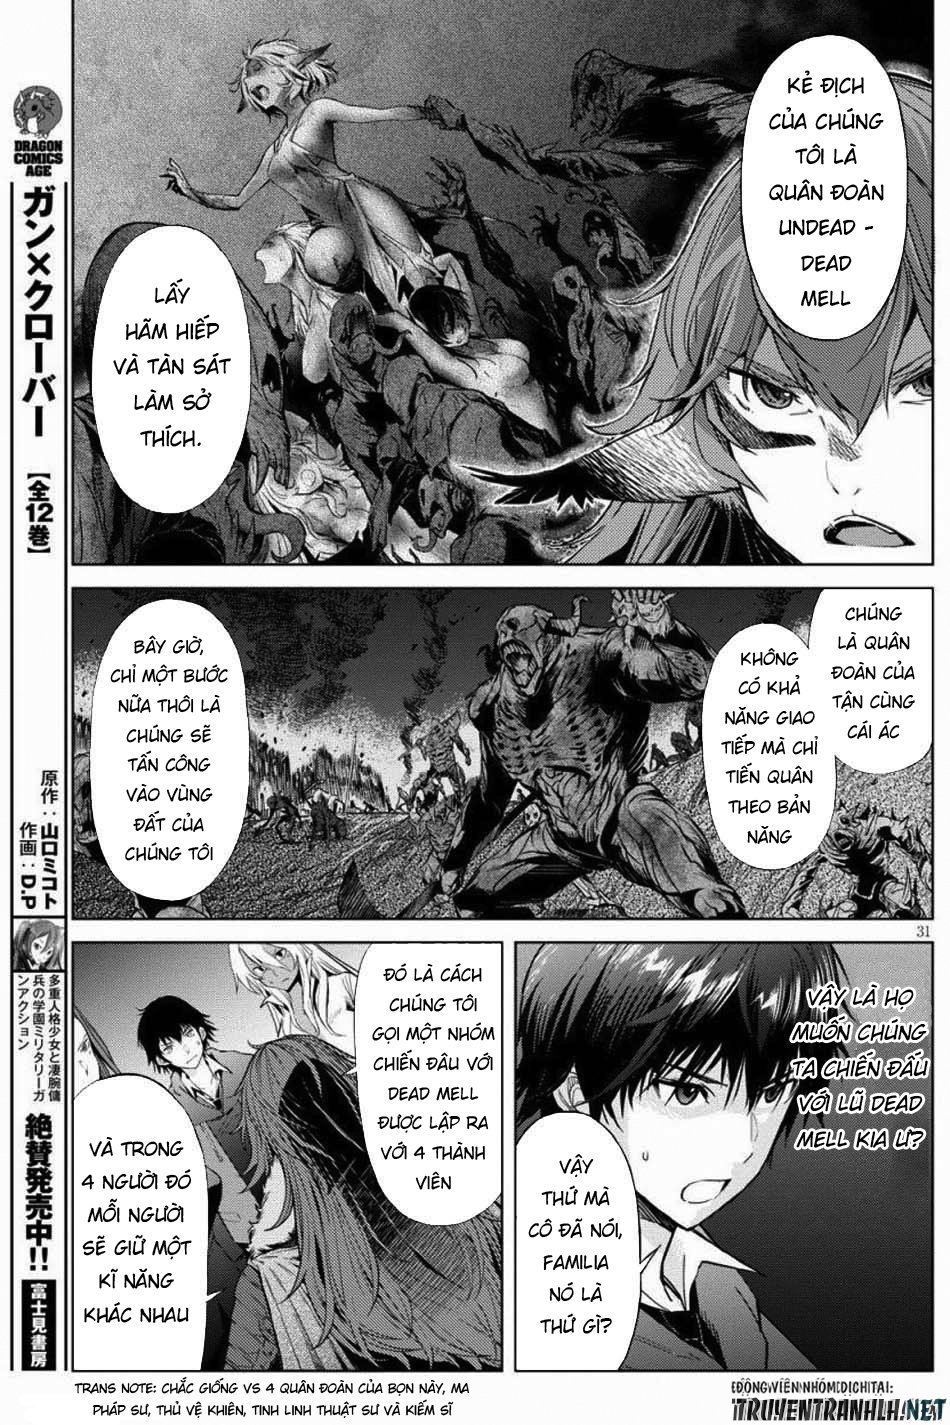 KẺ ĐỊCH
CỦA CHÚNG
TÔI LÀ
QUÂN ĐOÀN
UNDEAD -
DEAD
MELL
LẤY
HÃM HIẾP
VÀ TÀN SÁT
LÀM SỞ
THÍCH.
CHÚNG
LÀ QUÂN
ĐOÀN CỦA
TẬN CÙNG
CÁI ÁC
KHÔNG
CÓ KHẢ
NĂNG GIAO
TIẾP MÀ CHỈ
TIẾN QUÂN
THEO BẢN
NĂNG
BÂY GIỜ,
CHỈ MỘT BƯỚC
NỮA THÔI LÀ
CHÚNG SẼ
TẤN CÔNG
VÀO VÙNG
ĐẤT CỦA
CHÚNG TÔI
31
VẬY LÀ HỌ
MUỐN CHÚNG
TA CHIẾN ĐẤU
VỚI LŨ DEAD
MELL KIA Ư?
VẬY
THỨ MÀ
CÔ ĐÃ NÓI,
FAMILIA
NÓ LÀ
THỨ GÌ?
ĐÓ LÀ CÁCH
CHÚNG TÔI
GỌI MỘT NHÓM
CHIẾN ĐÂU VỚI
DEAD MELL
ĐƯỢC LẬP RA
VỚI 4 THÀNH
VIÊN
VÀ TRONG
4 NGƯỜI ĐÓ
MỖI NGƯỜI
SẼ GIỮ MỘT
KĨ NĂNG
KHÁC NHAU
DRAGON
COMICS
AGE
ガン×クローバー
【全12巻】
原作：山口ミコト
作画：D.P
多重人格少女と凄腕傭
兵の学園ミリタリーガ
ンアクション
絶賛発売中!!
富士見書房
TRANS NOTE: CHẮC GIỐNG VS 4 QUÂN ĐOÀN CỦA BỌN NÀY, MA
PHÁP SƯ, THỦ VỆ KHIÊN, TINH LINH THUẬT SƯ VÀ KIẾM SĨ
ĐỘNG VIÊN NHÓM DỊCH TẠI:
TRUYENTRANHLH.NET